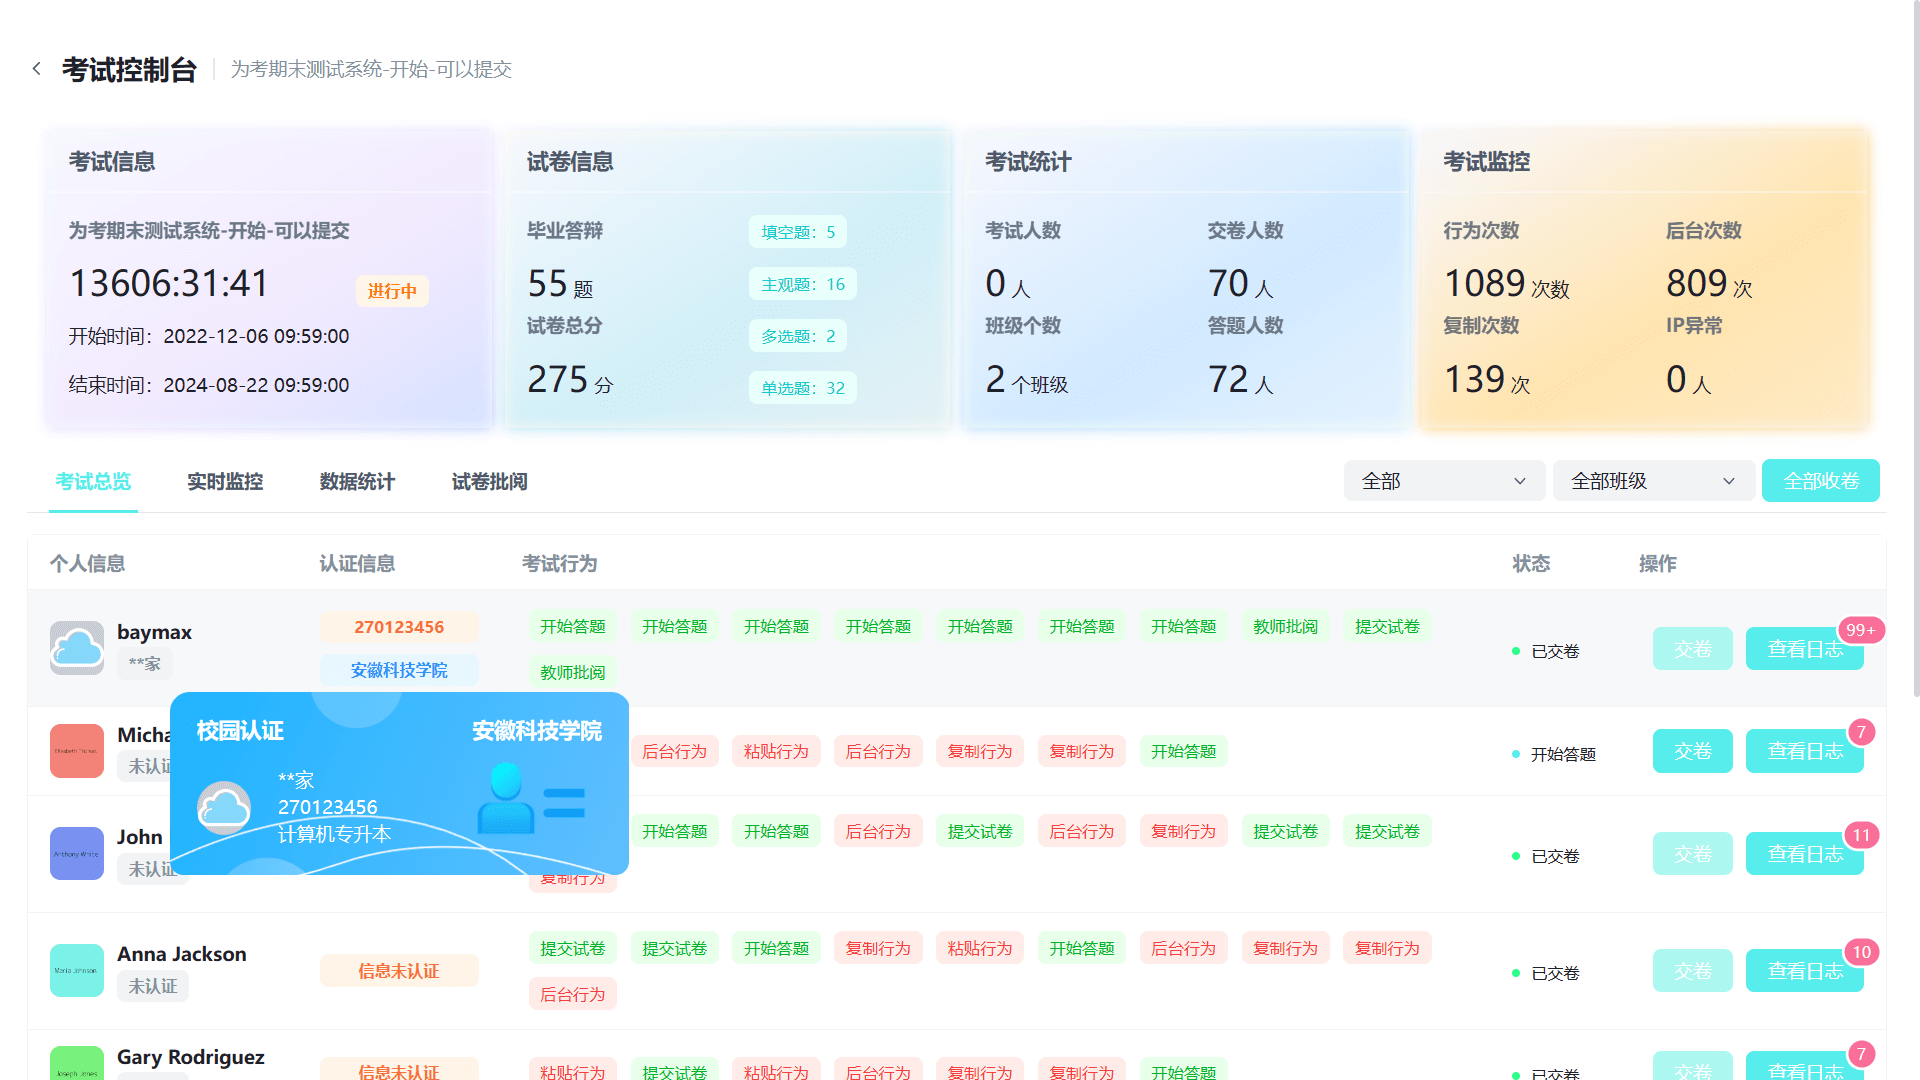 考试控制台
为考期末测试系统-开始-可以提交
考试信息
为考期末测试系统-开始-可以提交
13606:31:41
进行中
开始时间：2022-12-06 09:59:00
结束时间：2024-08-22 09:59:00
试卷信息
毕业答辩
55 题
试卷总分
275 分
填空题：5
主观题：16
多选题：2
单选题：32
考试统计
考试人数
0 人
交卷人数
70 人
班级个数
2 个班级
答题人数
72 人
考试监控
行为次数
1089 次数
后台次数
809 次
复制次数
139 次
IP异常
0 人
考试总览 实时监控 数据统计 试卷批阅
全部 全部班级 全部收卷
个人信息 认证信息 考试行为 状态 操作
baymax
**家
270123456
安徽科技学院
开始答题 开始答题 开始答题 开始答题 开始答题 开始答题 开始答题 教师批阅 提交试卷
教师批阅
已交卷
交卷 查看日志 99+
校园认证 安徽科技学院
**家
270123456
计算机专升本
Micha
未认证
后台行为 粘贴行为 后台行为 复制行为 复制行为 开始答题
开始答题
交卷 查看日志 7
Anthony White
John
未认证
开始答题 开始答题 后台行为 提交试卷 后台行为 复制行为 提交试卷 提交试卷
复制行为
已交卷
交卷 查看日志 11
Maria Johnson
Anna Jackson
未认证
信息未认证
提交试卷 提交试卷 开始答题 复制行为 粘贴行为 开始答题 后台行为 复制行为 复制行为
后台行为
已交卷
交卷 查看日志 10
Joseph Jones
Gary Rodriguez
信息未认证
粘贴行为 提交试卷 粘贴行为 后台行为 复制行为 复制行为 开始答题
已交卷
交卷 查看日志 7